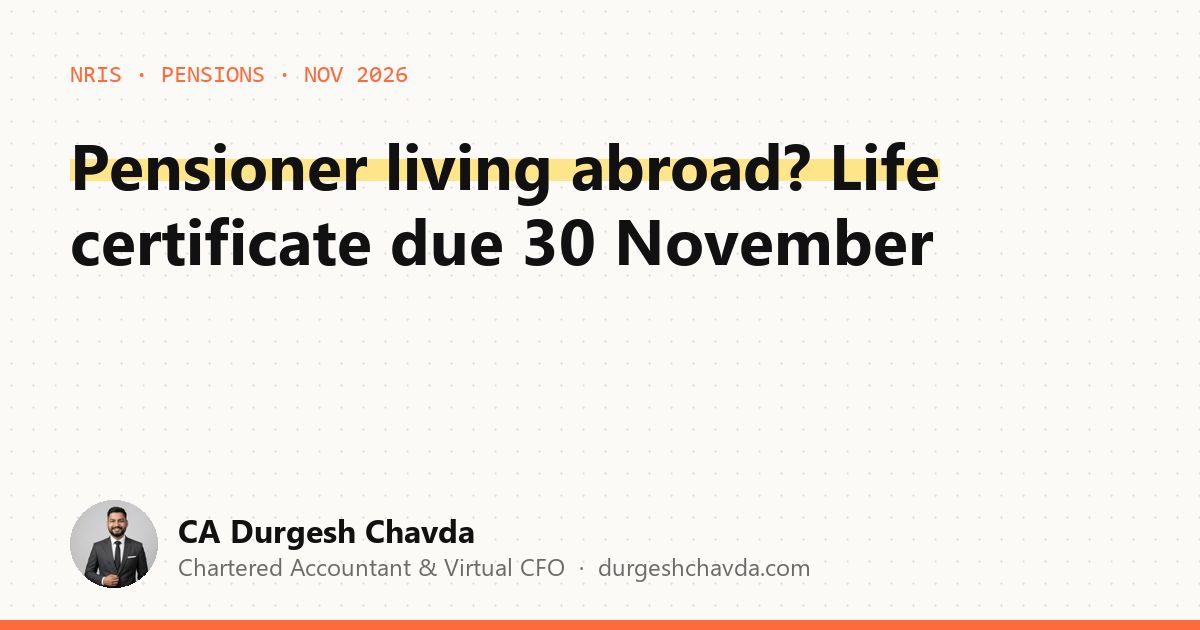 NRIS · PENSIONS · NOV 2026
Pensioner living abroad? Life
certificate due 30 November
CA Durgesh Chavda
Chartered Accountant & Virtual CFO · durgeshchavda.com